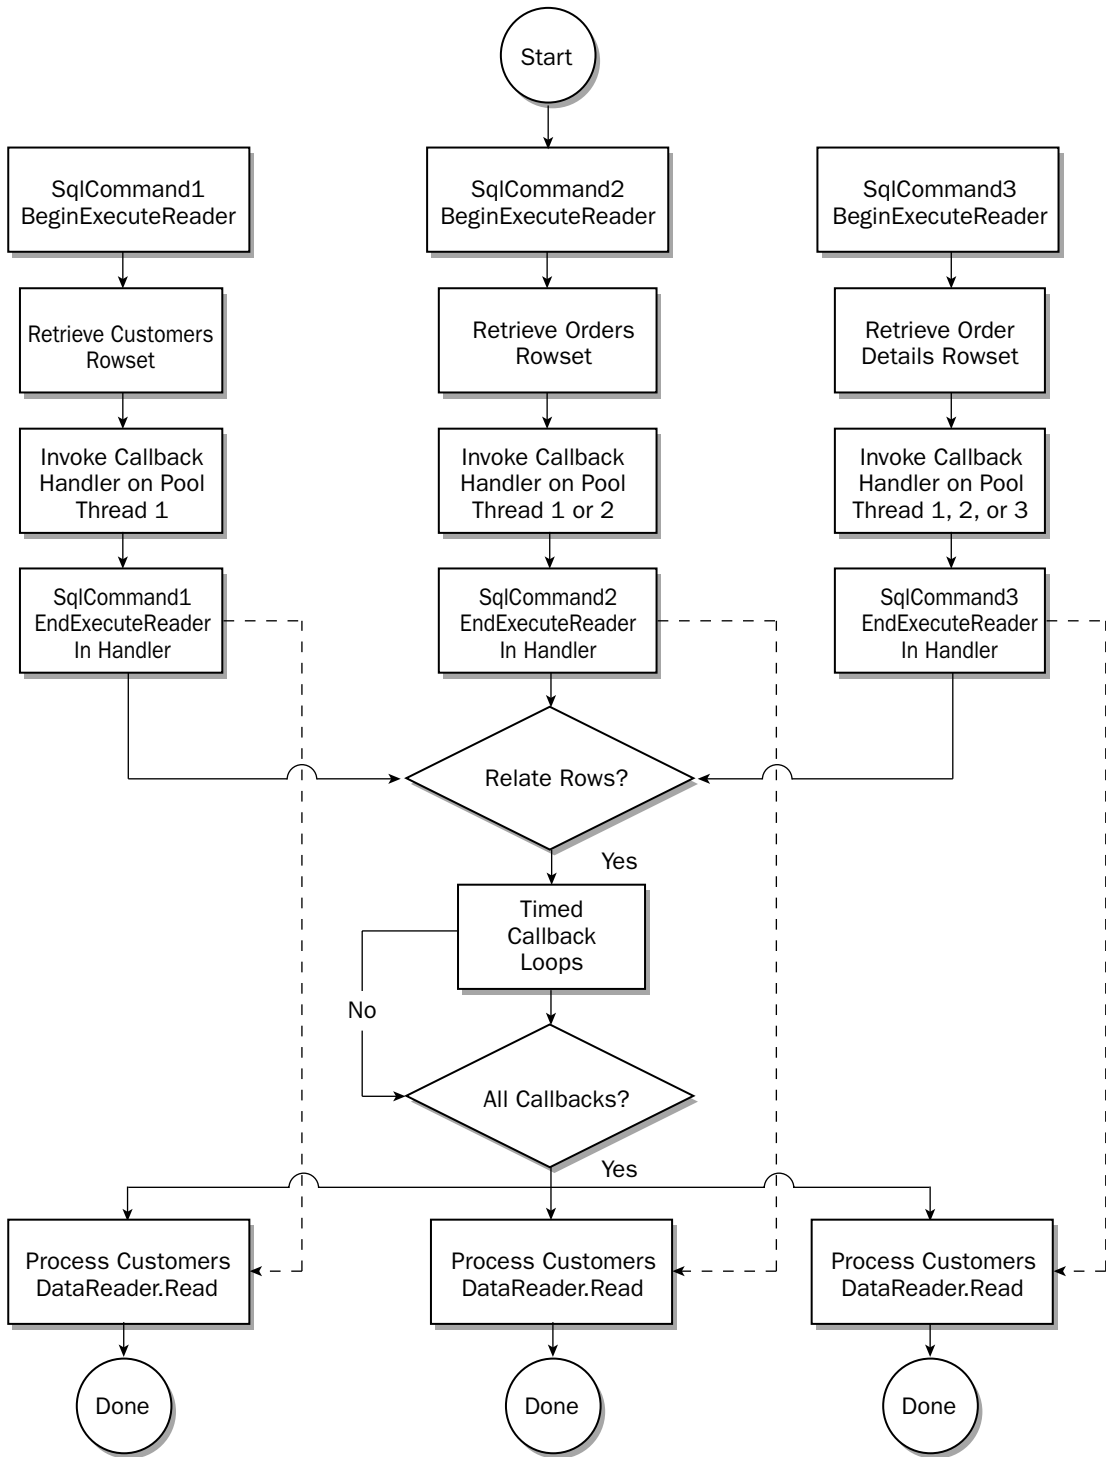 Start
SqlCommand1
BeginExecuteReader
SqlCommand2
BeginExecuteReader
SqlCommand3
BeginExecuteReader
Retrieve Customers
Rowset
Retrieve Orders
Rowset
Retrieve Order
Details Rowset
Invoke Callback
Handler on Pool
Thread 1
Invoke Callback
Handler on Pool
Thread 1 or 2
Invoke Callback
Handler on Pool
Thread 1, 2, or 3
SqlCommand1
EndExecuteReader
In Handler
SqlCommand2
EndExecuteReader
In Handler
SqlCommand3
EndExecuteReader
In Handler
Relate Rows?
Yes
Timed
Callback
Loops
No
All Callbacks?
Yes
Process Customers
DataReader.Read
Process Customers
DataReader.Read
Process Customers
DataReader.Read
Done
Done
Done